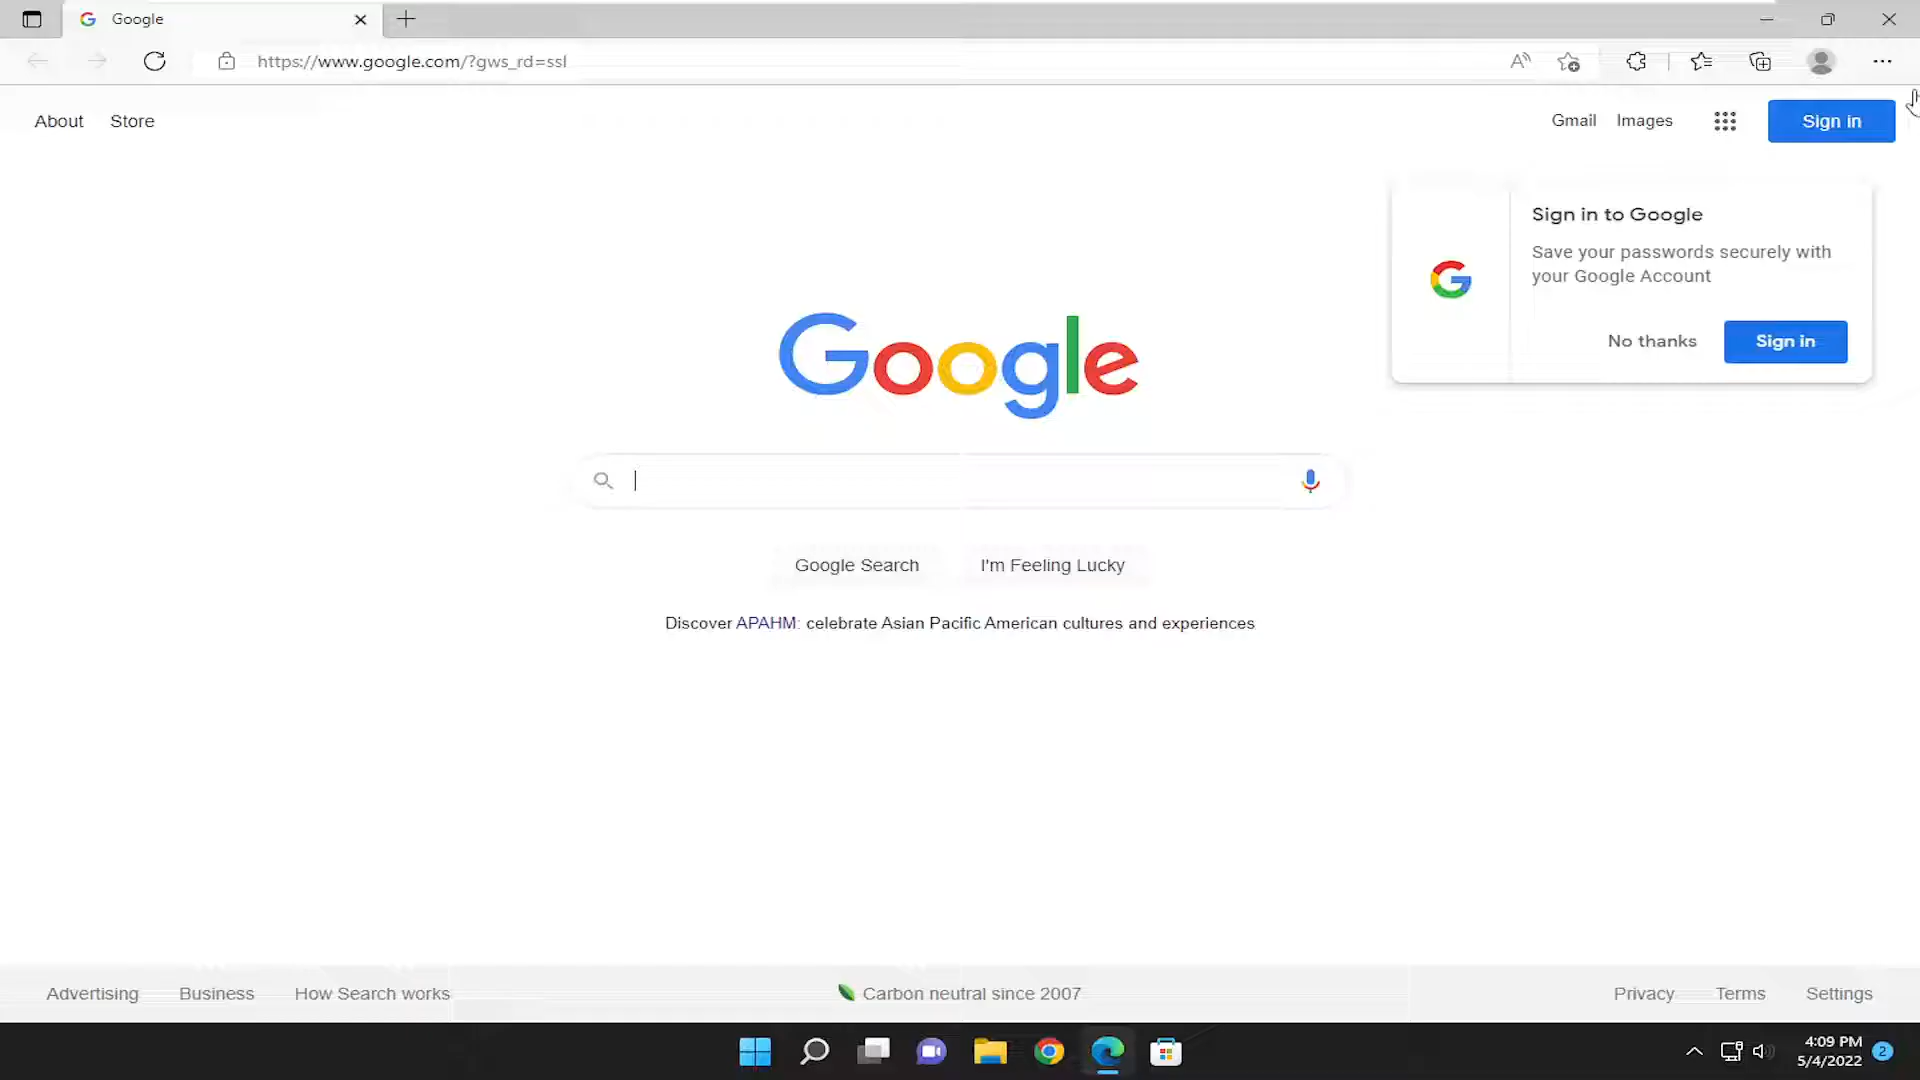 Google
https://www.google.com/?gws_rd=ssl
About Store
Gmail Images Sign in
Sign in to Google
Save your passwords securely with
your Google Account
No thanks Sign in
Google
Google Search I'm Feeling Lucky
Discover APAHM: celebrate Asian Pacific American cultures and experiences
Advertising Business How Search works Carbon neutral since 2007 Privacy Terms Settings
4:09 PM
5/4/2022 2